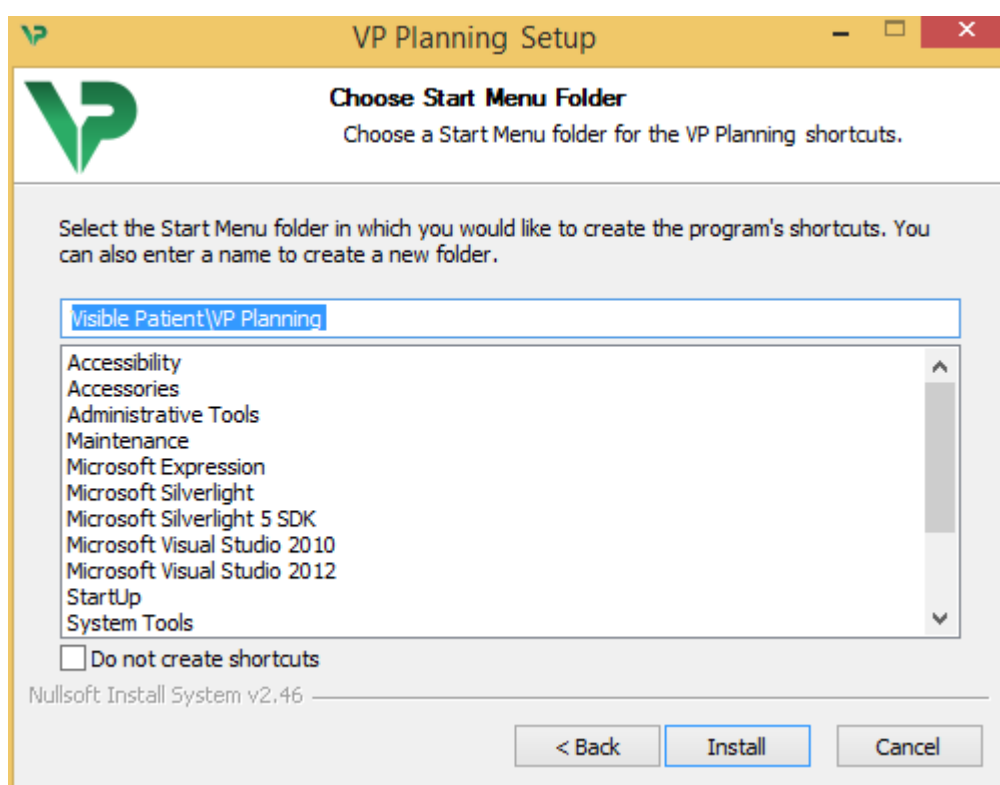 VP Planning Setup
Choose Start Menu Folder
Choose a Start Menu folder for the VP Planning shortcuts.
Select the Start Menu folder in which you would like to create the program's shortcuts. You
can also enter a name to create a new folder.
Visible Patient\VP Planning
Accessibility
Accessories
Administrative Tools
Maintenance
Microsoft Expression
Microsoft Silverlight
Microsoft Silverlight 5 SDK
Microsoft Visual Studio 2010
Microsoft Visual Studio 2012
StartUp
System Tools
Do not create shortcuts
Nullsoft Install System v2.46
< Back Install Cancel